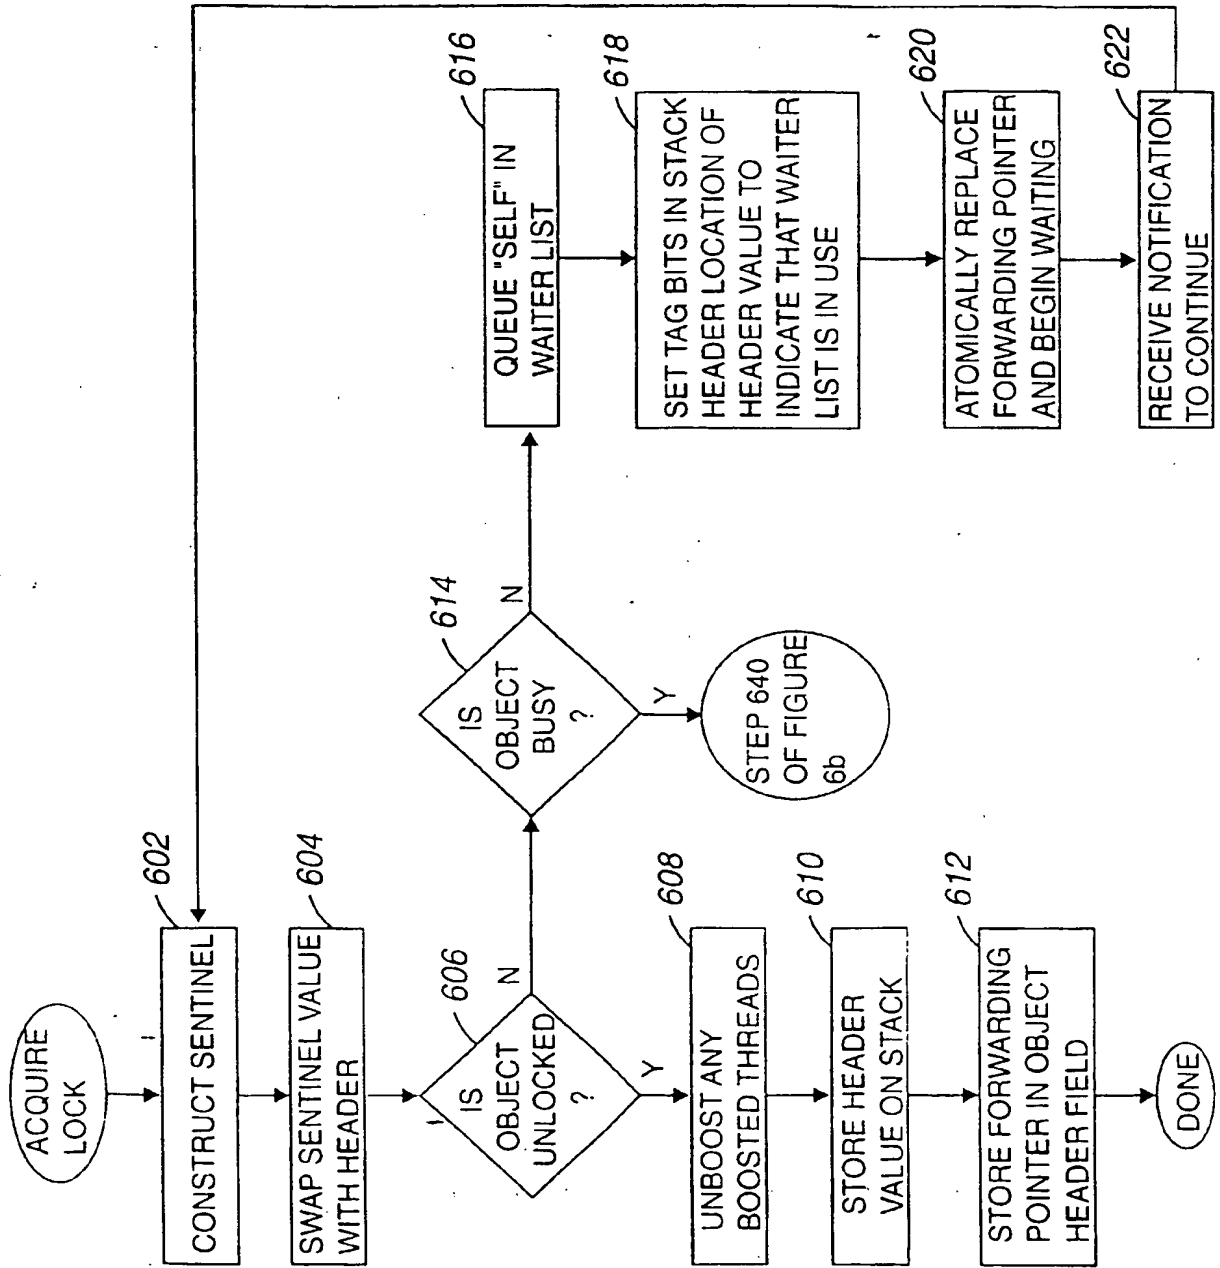 ACQUIRE
LOCK
602
CONSTRUCT SENTINEL
604
SWAP SENTINEL VALUE
WITH HEADER
606
IS
OBJECT
UNLOCKED
?
N
Y
608
UNBOOST ANY
BOOSTED THREADS
610
STORE HEADER
VALUE ON STACK
612
STORE FORWARDING
POINTER IN OBJECT
HEADER FIELD
DONE
614
IS
OBJECT
BUSY
?
N
Y
STEP 640
OF FIGURE
6b
616
QUEUE "SELF" IN
WAITER LIST
618
SET TAG BITS IN STACK
HEADER LOCATION OF
HEADER VALUE TO
INDICATE THAT WAITER
LIST IS IN USE
620
ATOMICALLY REPLACE
FORWARDING POINTER
AND BEGIN WAITING
622
RECEIVE NOTIFICATION
TO CONTINUE